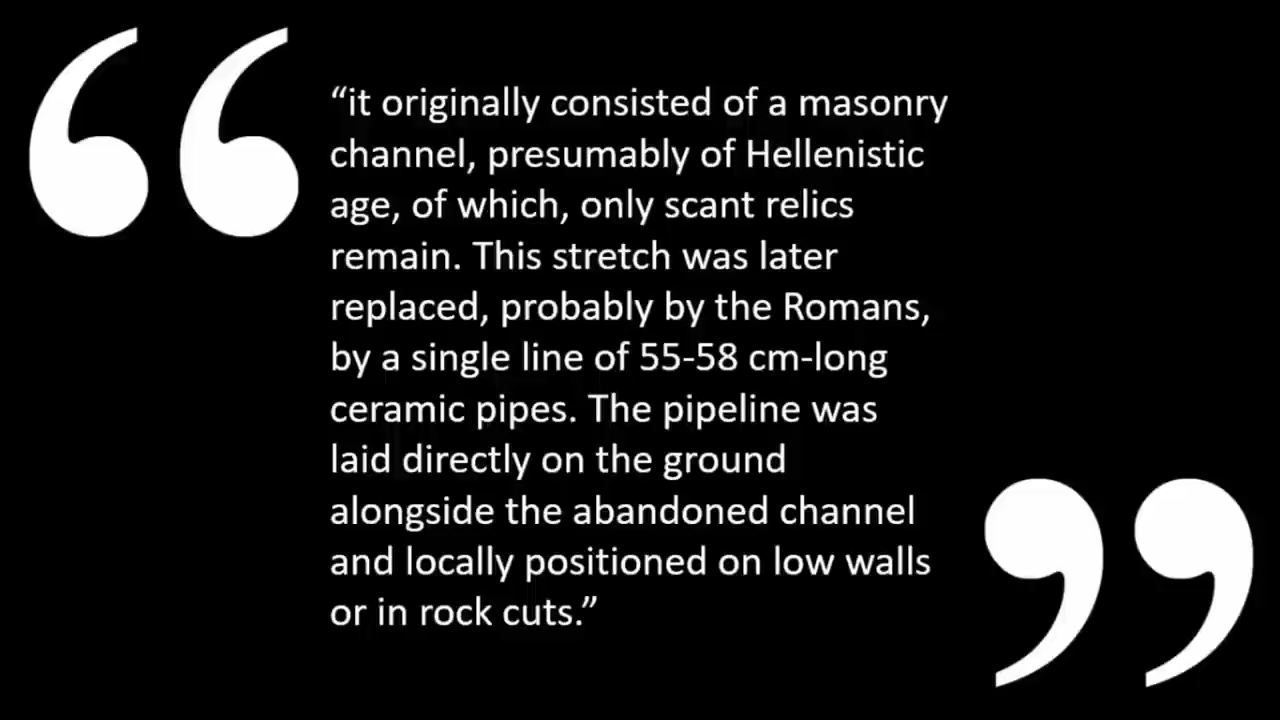 “it originally consisted of a masonry
channel, presumably of Hellenistic
age, of which, only scant relics
remain. This stretch was later
replaced, probably by the Romans,
by a single line of 55-58 cm-long
ceramic pipes. The pipeline was
laid directly on the ground
alongside the abandoned channel
and locally positioned on low walls
or in rock cuts.”